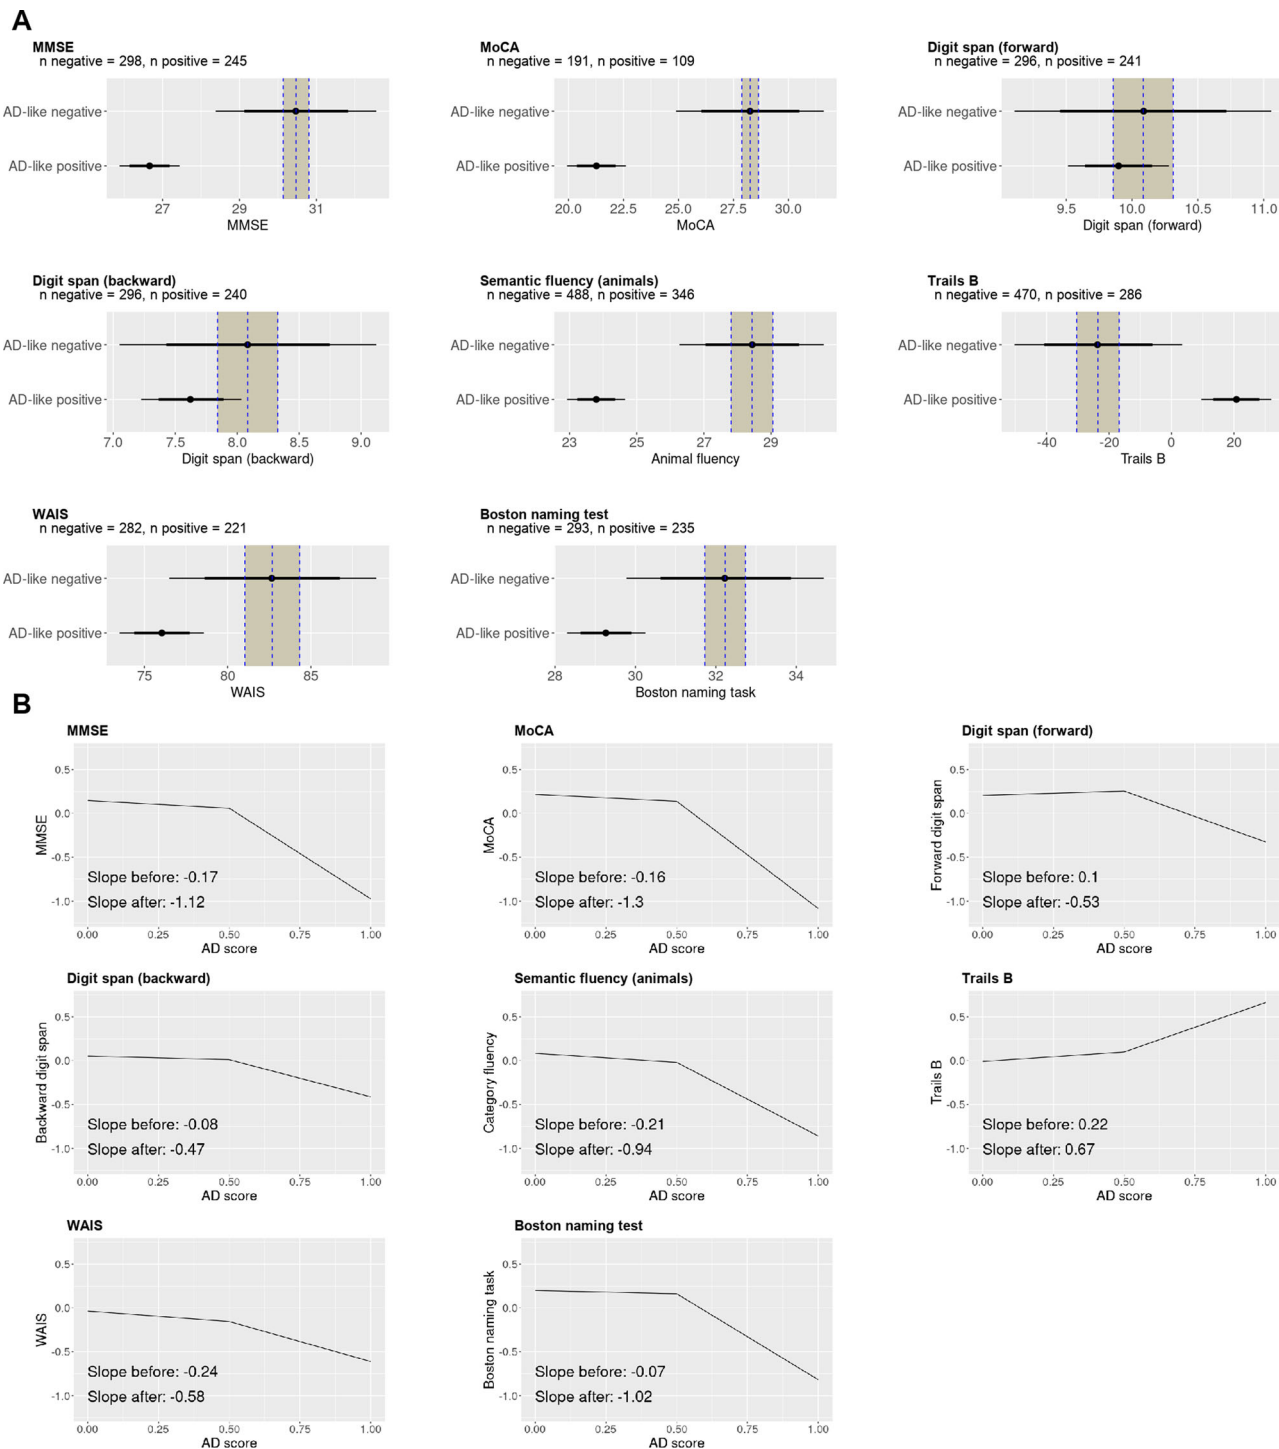 A
MMSE
n negative = 298, n positive = 245
AD-like negative
AD-like positive
27 29 31
MMSE
MoCA
n negative = 191, n positive = 109
AD-like negative
AD-like positive
20.0 22.5 25.0 27.5 30.0
MoCA
Digit span (forward)
n negative = 296, n positive = 241
AD-like negative
AD-like positive
9.5 10.0 10.5 11.0
Digit span (forward)
Digit span (backward)
n negative = 296, n positive = 240
AD-like negative
AD-like positive
7.0 7.5 8.0 8.5 9.0
Digit span (backward)
Semantic fluency (animals)
n negative = 488, n positive = 346
AD-like negative
AD-like positive
23 25 27 29
Animal fluency
Trails B
n negative = 470, n positive = 286
AD-like negative
AD-like positive
-40 -20 0 20
Trails B
WAIS
n negative = 282, n positive = 221
AD-like negative
AD-like positive
75 80 85
WAIS
Boston naming test
n negative = 293, n positive = 235
AD-like negative
AD-like positive
28 30 32 34
Boston naming task
B
MMSE
MMSE
0.5
0.0
-0.5
-1.0
Slope before: -0.17
Slope after: -1.12
0.00 0.25 0.50 0.75 1.00
AD score
MoCA
MoCA
0.5
0.0
-0.5
-1.0
Slope before: -0.16
Slope after: -1.3
0.00 0.25 0.50 0.75 1.00
AD score
Digit span (forward)
Forward digit span
0.5
0.0
-0.5
-1.0
Slope before: 0.1
Slope after: -0.53
0.00 0.25 0.50 0.75 1.00
AD score
Digit span (backward)
Backward digit span
0.5
0.0
-0.5
-1.0
Slope before: -0.08
Slope after: -0.47
0.00 0.25 0.50 0.75 1.00
AD score
Semantic fluency (animals)
Category fluency
0.5
0.0
-0.5
-1.0
Slope before: -0.21
Slope after: -0.94
0.00 0.25 0.50 0.75 1.00
AD score
Trails B
Trails B
0.5
0.0
-0.5
-1.0
Slope before: 0.22
Slope after: 0.67
0.00 0.25 0.50 0.75 1.00
AD score
WAIS
WAIS
0.5
0.0
-0.5
-1.0
Slope before: -0.24
Slope after: -0.58
0.00 0.25 0.50 0.75 1.00
AD score
Boston naming test
Boston naming task
0.5
0.0
-0.5
-1.0
Slope before: -0.07
Slope after: -1.02
0.00 0.25 0.50 0.75 1.00
AD score